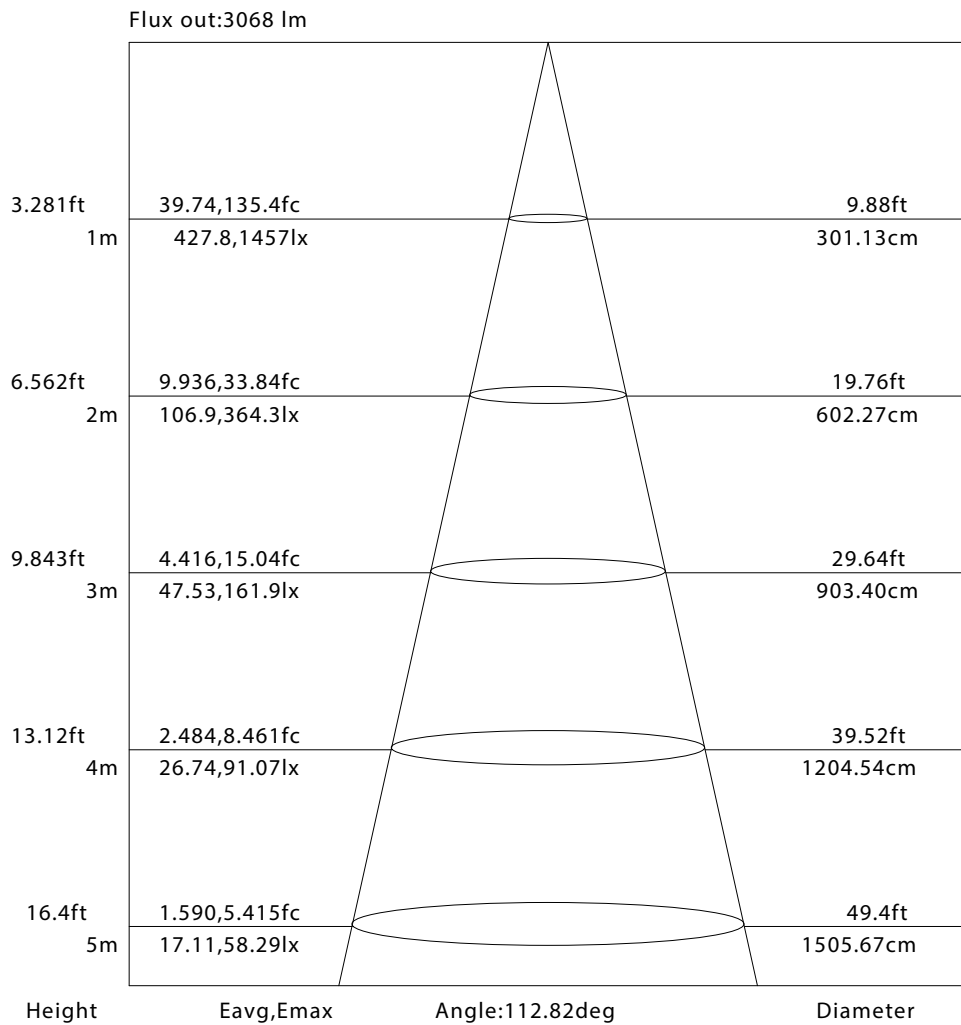 Flux out:3068 lm
3.281ft 39.74,135.4fc 9.88ft
1m 427.8,1457lx 301.13cm
6.562ft 9.936,33.84fc 19.76ft
2m 106.9,364.3lx 602.27cm
9.843ft 4.416,15.04fc 29.64ft
3m 47.53,161.9lx 903.40cm
13.12ft 2.484,8.461fc 39.52ft
4m 26.74,91.07lx 1204.54cm
16.4ft 1.590,5.415fc 49.4ft
5m 17.11,58.29lx 1505.67cm
Height Eavg,Emax Angle:112.82deg Diameter